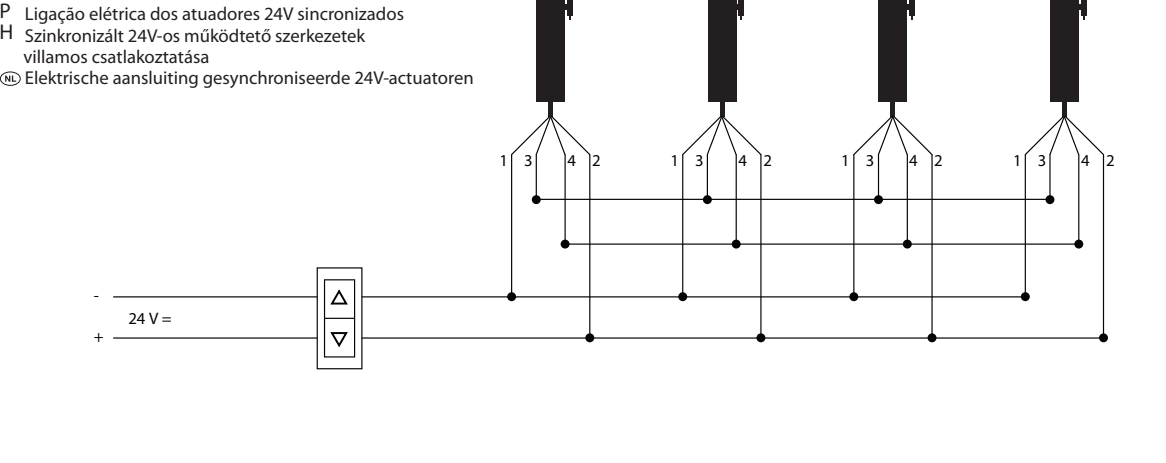 P Ligação elétrica dos atuadores 24V sincronizados
H Szinkronizált 24V-os működtető szerkezetek
villamos csatlakoztatása
NL Elektrische aansluiting gesynchroniseerde 24V-actuatoren
1 3 4 2 1 3 4 2 1 3 4 2 1 3 4 2
-
24 V =
+